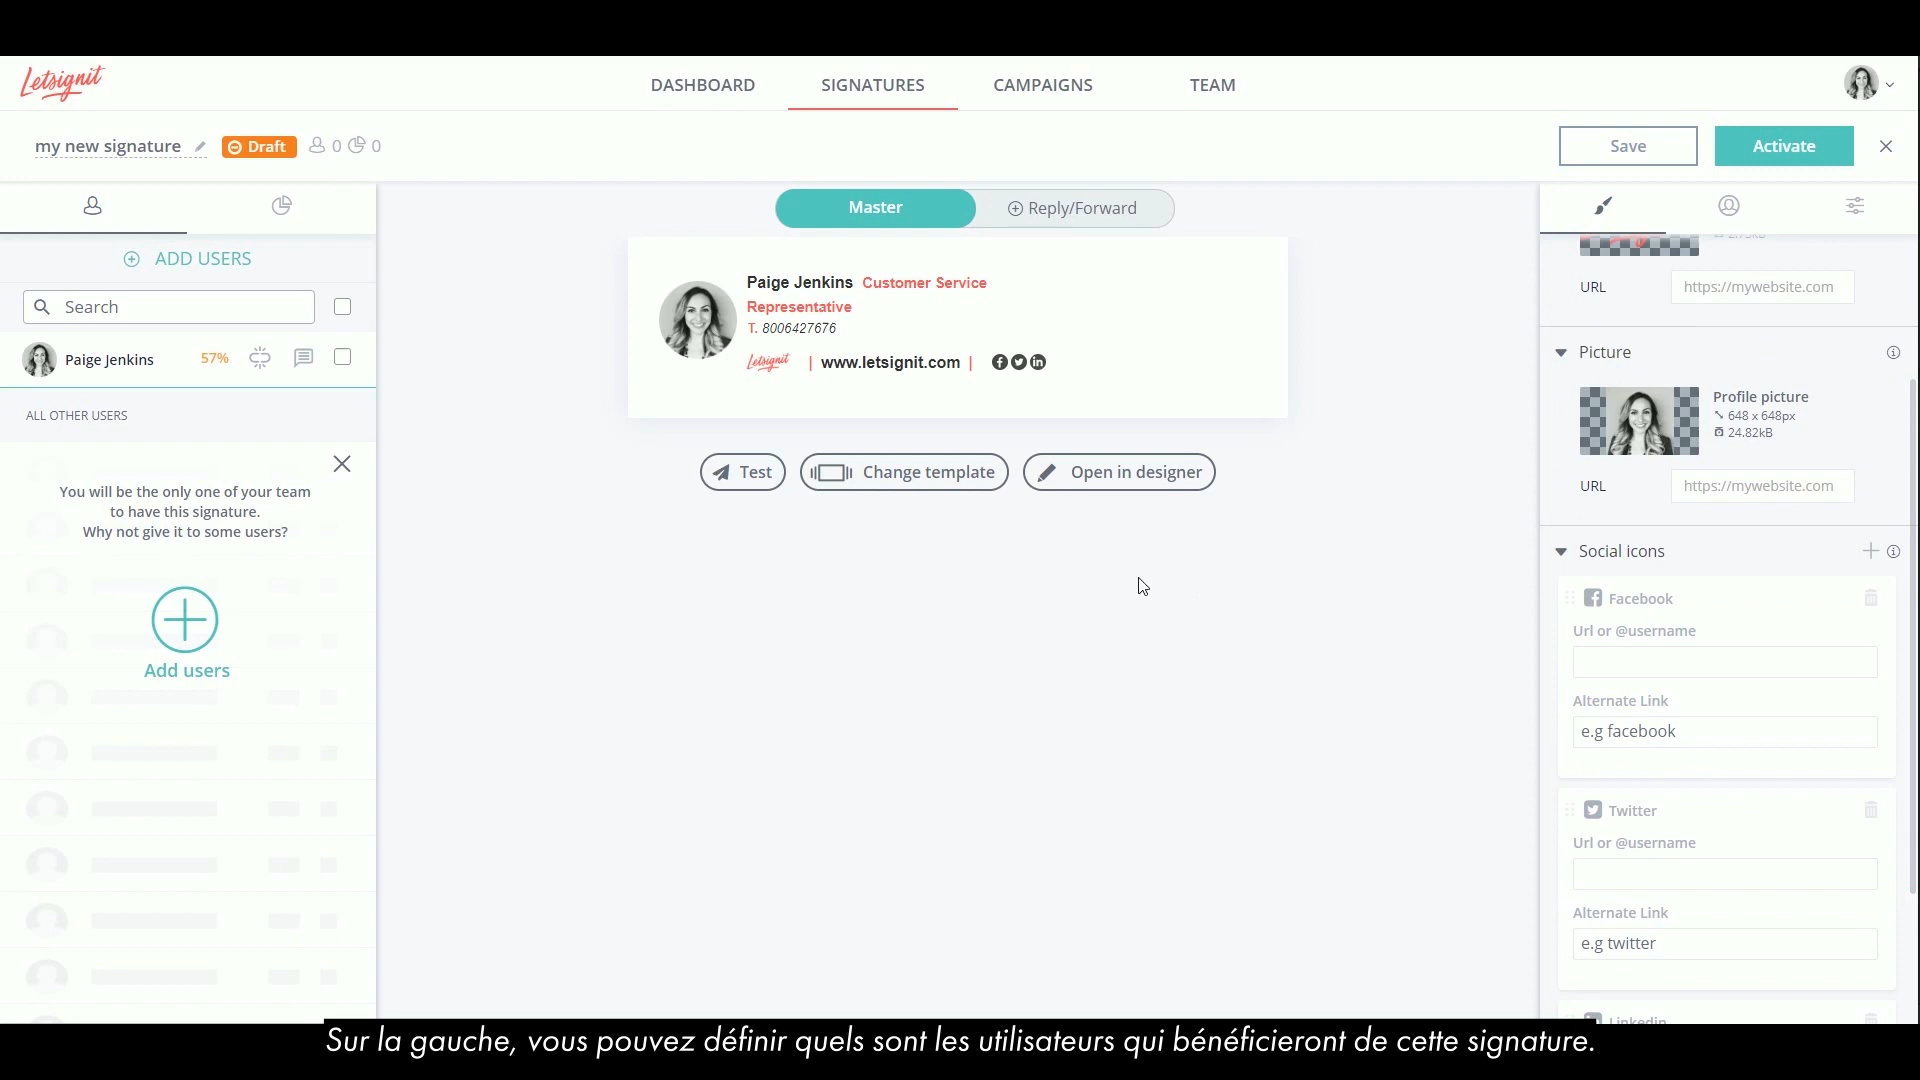 Letsignit
DASHBOARD
SIGNATURES
CAMPAIGNS
TEAM
my new signature
Draft
0
0
Save
Activate
ADD USERS
Search
Paige Jenkins
57%
ALL OTHER USERS
You will be the only one of your team
to have this signature.
Why not give it to some users?
Add users
Master
Reply/Forward
Paige Jenkins Customer Service
Representative
T. 8006427676
Letsignit | www.letsignit.com |
Test
Change template
Open in designer
URL
https://mywebsite.com
Picture
Profile picture
648 x 648px
24.82kB
URL
https://mywebsite.com
Social icons
Facebook
Url or @username
Alternate Link
e.g facebook
Twitter
Url or @username
Alternate Link
e.g twitter
Linkedin
Sur la gauche, vous pouvez définir quels sont les utilisateurs qui bénéficieront de cette signature.